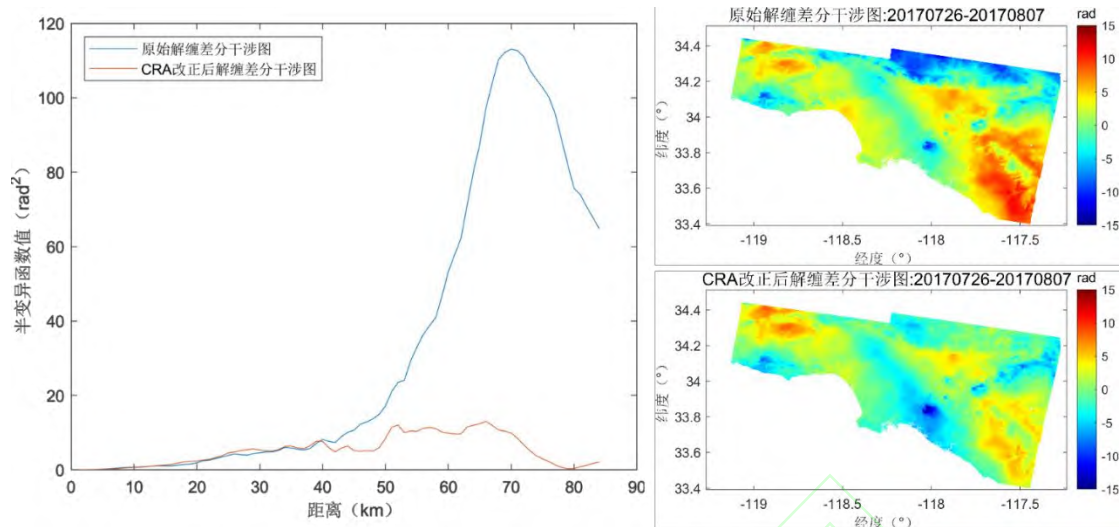 120
100
80
60
40
20
0
半变异函数值（rad²）
原始解缠差分干涉图
CRA改正后解缠差分干涉图
0 10 20 30 40 50 60 70 80 90
距离（km）
原始解缠差分干涉图:20170726-20170807
rad
34.4
34.2
34
33.8
33.6
33.4
纬度（°）
-119 -118.5 -118 -117.5
经度（°）
15
10
5
0
-5
-10
-15
CRA改正后解缠差分干涉图:20170726-20170807
rad
34.4
34.2
34
33.8
33.6
33.4
纬度（°）
-119 -118.5 -118 -117.5
经度（°）
15
10
5
0
-5
-10
-15